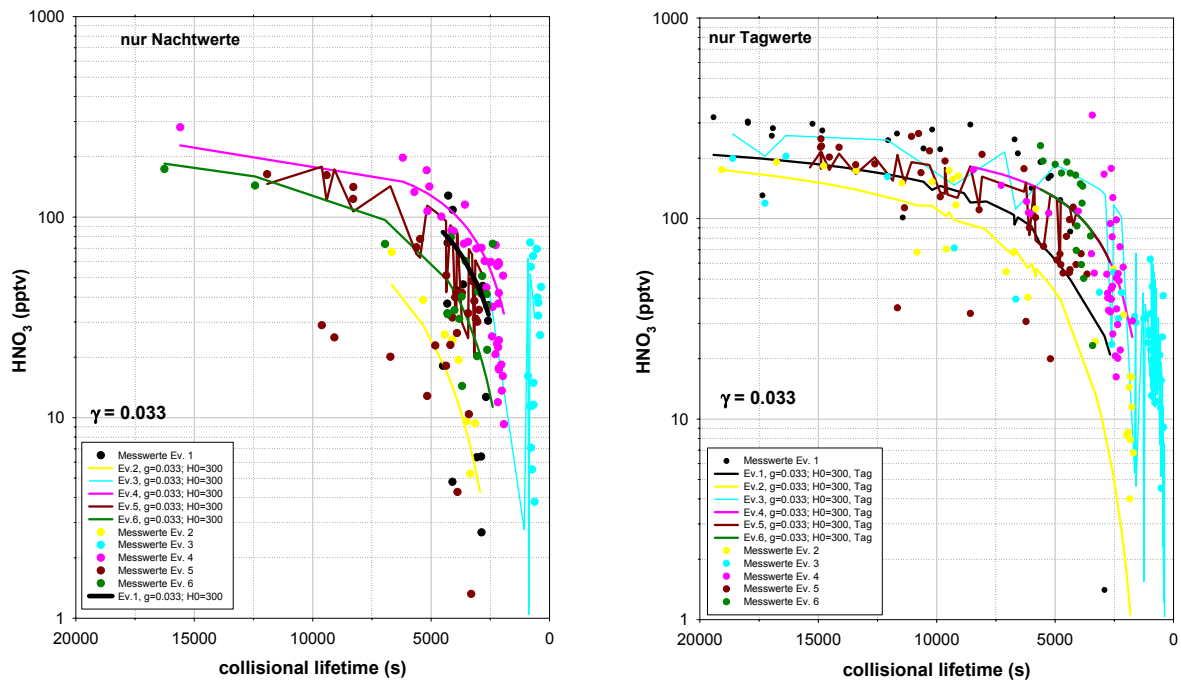 nur Nachtwerte
1000
100
10
1
HNO3 (pptv)
γ = 0.033
Messwerte Ev. 1
Ev.2, g=0.033; H0=300
Ev.3, g=0.033; H0=300
Ev.4, g=0.033; H0=300
Ev.5, g=0.033; H0=300
Ev.6, g=0.033; H0=300
Messwerte Ev. 2
Messwerte Ev. 3
Messwerte Ev. 4
Messwerte Ev. 5
Messwerte Ev. 6
Ev.1, g=0.033; H0=300
20000 15000 10000 5000 0
collisional lifetime (s)
nur Tagwerte
1000
100
10
1
HNO3 (pptv)
γ = 0.033
Messwerte Ev. 1
Ev.1, g=0.033; H0=300, Tag
Ev.2, g=0.033; H0=300, Tag
Ev.3, g=0.033; H0=300, Tag
Ev.4, g=0.033; H0=300, Tag
Ev.5, g=0.033; H0=300, Tag
Ev.6, g=0.033; H0=300, Tag
Messwerte Ev. 2
Messwerte Ev. 3
Messwerte Ev. 4
Messwerte Ev. 5
Messwerte Ev. 6
20000 15000 10000 5000 0
collisional lifetime (s)